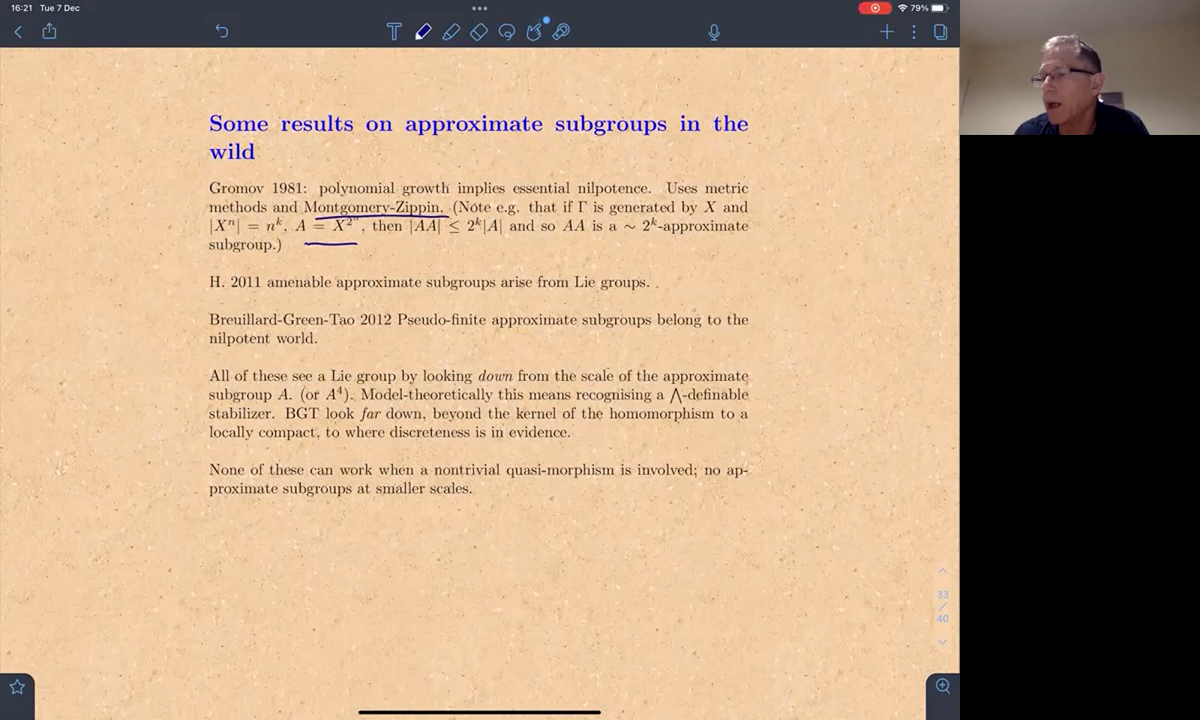 16:21 Tue 7 Dec
79%
Some results on approximate subgroups in the
wild
Gromov 1981: polynomial growth implies essential nilpotence. Uses metric
methods and Montgomery-Zippin. (Note e.g. that if Γ is generated by X and
|Xⁿ| = nᵏ, A = X²ⁿ, then |AA| ≤ 2ᵏ|A| and so AA is a ∼ 2ᵏ-approximate
subgroup.)
H. 2011 amenable approximate subgroups arise from Lie groups.
Breuillard-Green-Tao 2012 Pseudo-finite approximate subgroups belong to the
nilpotent world.
All of these see a Lie group by looking down from the scale of the approximate
subgroup A. (or A⁴). Model-theoretically this means recognising a ⋀-definable
stabilizer. BGT look far down, beyond the kernel of the homomorphism to a
locally compact, to where discreteness is in evidence.
None of these can work when a nontrivial quasi-morphism is involved; no ap-
proximate subgroups at smaller scales.
33
/
40